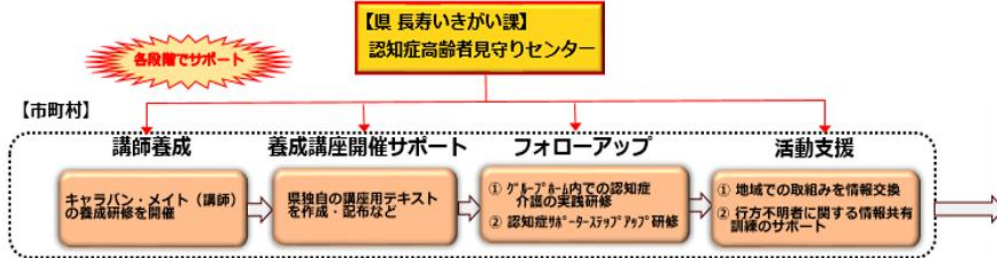 【県 長寿いきがい課】
認知症高齢者見守りセンター
各段階でサポート
【市町村】
講師養成
養成講座開催サポート
フォローアップ
活動支援
キャラバン・メイト（講師）
の養成研修を開催
県独自の講座用テキスト
を作成・配布など
① ｸﾞﾙｰﾌﾟﾎｰﾑ内での認知症
介護の実践研修
② 認知症ｻﾎﾟｰﾀｰｽﾃｯﾌﾟｱｯﾌﾟ研修
① 地域での取組みを情報交換
② 行方不明者に関する情報共有
訓練のサポート